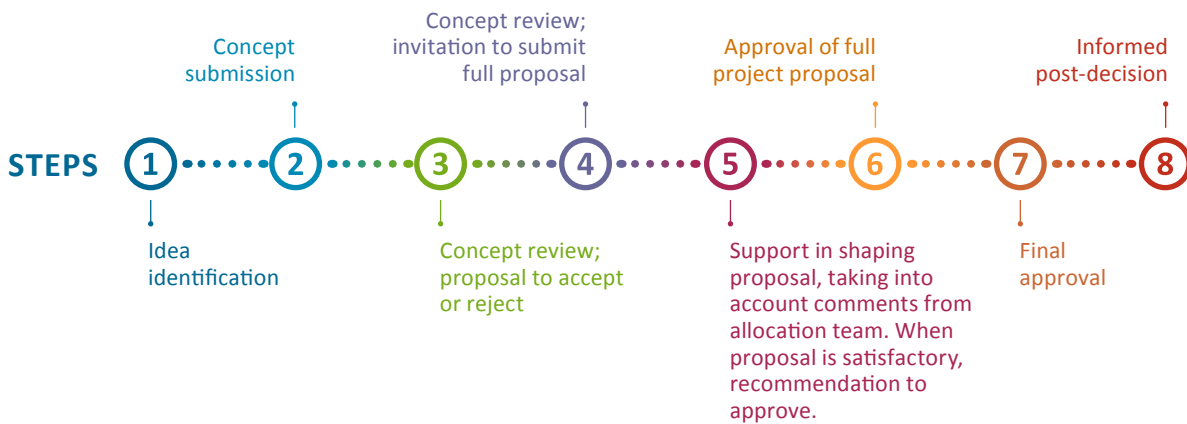 Concept
submission
Concept review;
invitation to submit
full proposal
Approval of full
project proposal
Informed
post-decision
STEPS 1 2 3 4 5 6 7 8
Idea
identification
Concept review;
proposal to accept
or reject
Support in shaping
proposal, taking into
account comments from
allocation team. When
proposal is satisfactory,
recommendation to
approve.
Final
approval